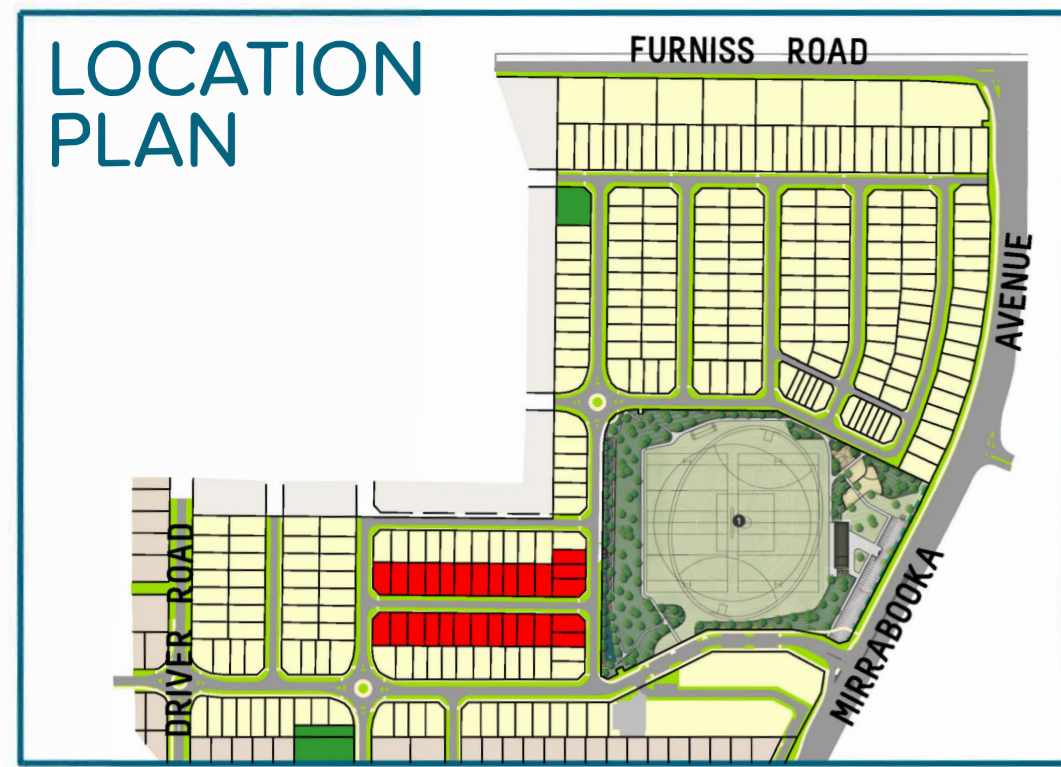 LOCATION
PLAN
FURNISS ROAD
AVENUE
MIRRABOOKA
DRIVER ROAD
1